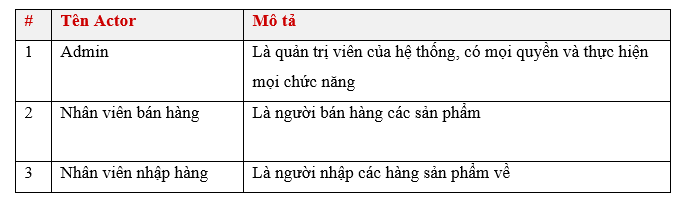 # Tên Actor Mô tả
1 Admin Là quản trị viên của hệ thống, có mọi quyền và thực hiện
mọi chức năng
2 Nhân viên bán hàng Là người bán hàng các sản phẩm
3 Nhân viên nhập hàng Là người nhập các hàng sản phẩm về